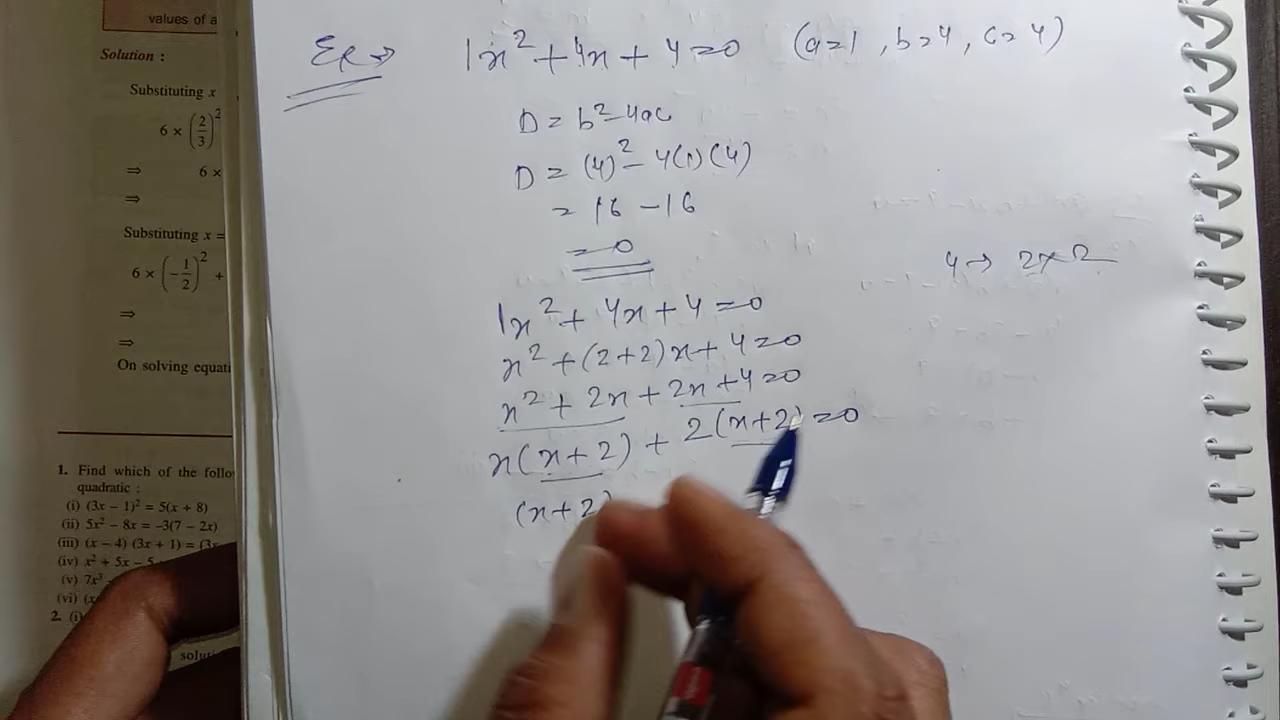 values of a
Solution :
Substituting x
6 × (2/3)²
⇒ 6 ×
⇒
Substituting x =
6 × (-1/2)² +
⇒
⇒
On solving equati
1. Find which of the follo
quadratic :
(i) (3x − 1)² = 5(x + 8)
(ii) 5x² − 8x = −3(7 − 2x)
(iii) (x − 4) (3x + 1) = (3x
(iv) x² + 5x − 5
(v) 7x³
(vi) (x
2. (i)
solu
Ex→ 1x² + 4x + 4 = 0 (a=1, b=4, c=4)
D = b² - 4ac
D = (4)² - 4(1)(4)
= 16 - 16
= 0
4 → 2×2
1x² + 4x + 4 = 0
x² + (2+2)x + 4 = 0
x² + 2x + 2x + 4 = 0
x(x+2) + 2(x+2) = 0
(x+2)